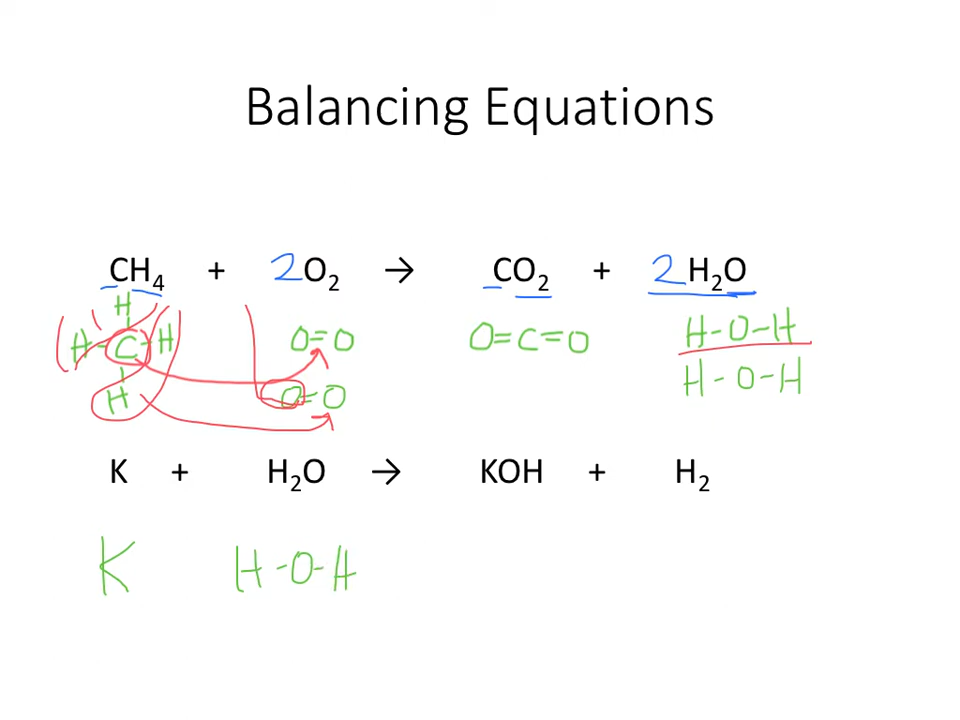 Balancing Equations
CH₄ + 2O₂ → CO₂ + 2H₂O
H
H-C-H O=O O=C=O H-O-H
H O=O H-O-H
K + H₂O → KOH + H₂
K H-O-H